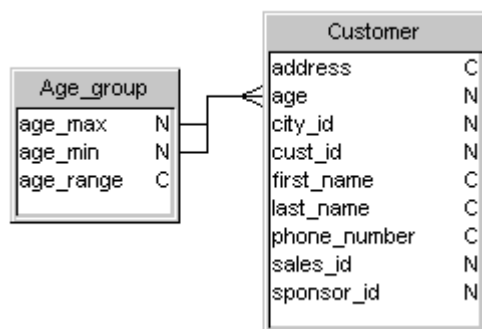 Age_group
age_max N
age_min N
age_range C
Customer
address C
age N
city_id N
cust_id N
first_name C
last_name C
phone_number C
sales_id N
sponsor_id N